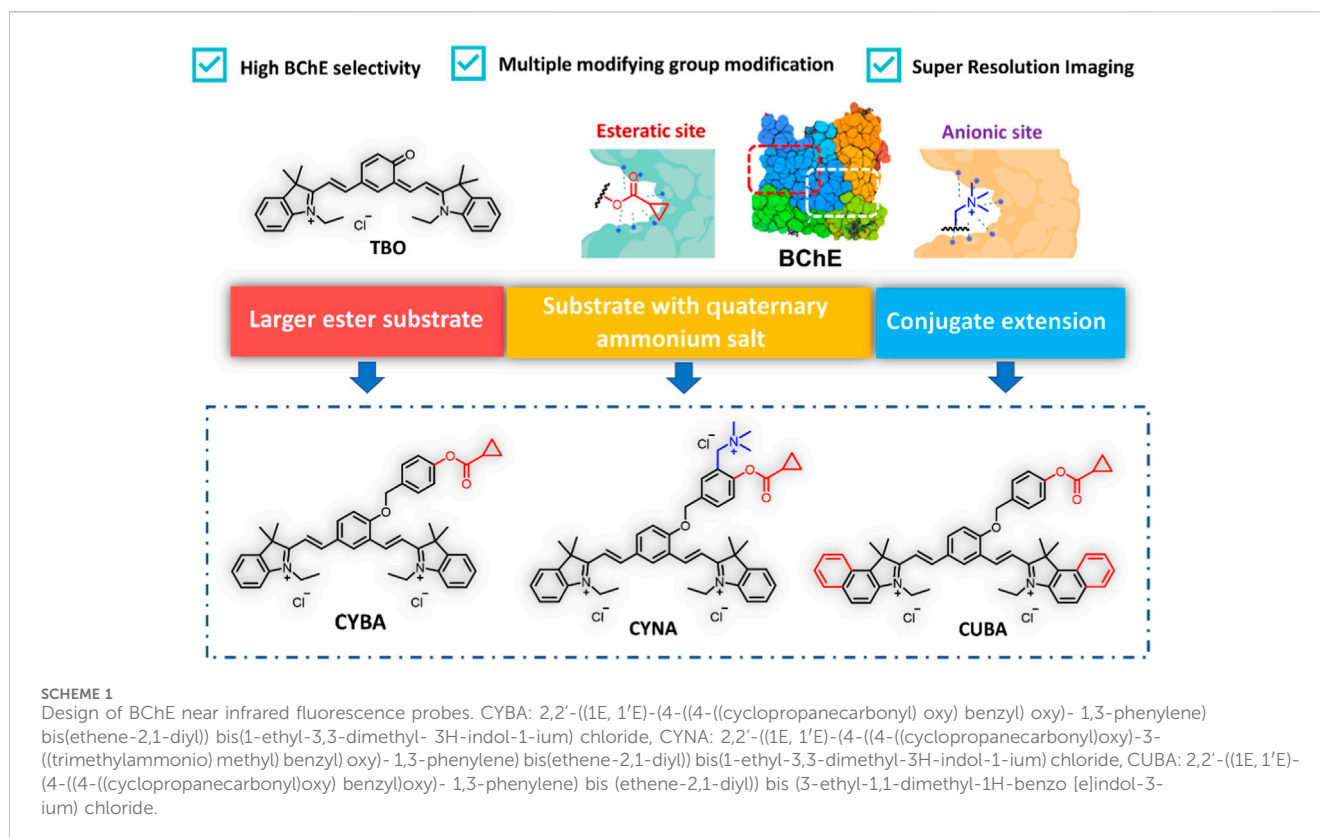 High BChE selectivity
Multiple modifying group modification
Super Resolution Imaging
Esteratic site
Anionic site
O
N
+
Cl−
N
TBO
O
O
N
+
BChE
Larger ester substrate
Substrate with quaternary
ammonium salt
Conjugate extension
O
O
O
N
+
N
+
Cl−
Cl−
CYBA
Cl−
N
+
O
O
O
N
+
N
+
Cl−
Cl−
CYNA
O
O
O
N
+
N
+
Cl−
Cl−
CUBA
SCHEME 1
Design of BChE near infrared fluorescence probes. CYBA: 2,2’-((1E, 1′E)-(4-((4-((cyclopropanecarbonyl) oxy) benzyl) oxy)- 1,3-phenylene)
bis(ethene-2,1-diyl)) bis(1-ethyl-3,3-dimethyl- 3H-indol-1-ium) chloride, CYNA: 2,2’-((1E, 1′E)-(4-((4-((cyclopropanecarbonyl)oxy)-3-
((trimethylammonio) methyl) benzyl) oxy)- 1,3-phenylene) bis(ethene-2,1-diyl)) bis(1-ethyl-3,3-dimethyl-3H-indol-1-ium) chloride, CUBA: 2,2’-((1E, 1′E)-
(4-((4-((cyclopropanecarbonyl)oxy) benzyl)oxy)- 1,3-phenylene) bis (ethene-2,1-diyl)) bis (3-ethyl-1,1-dimethyl-1H-benzo [e]indol-3-
ium) chloride.